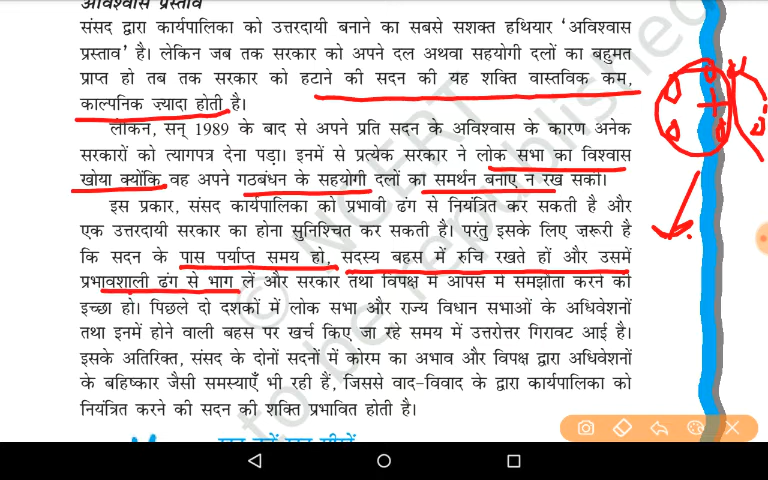 अविश्वास प्रस्ताव
संसद द्वारा कार्यपालिका को उत्तरदायी बनाने का सबसे सशक्त हथियार ‘अविश्वास
प्रस्ताव’ है। लेकिन जब तक सरकार को अपने दल अथवा सहयोगी दलों का बहुमत
प्राप्त हो तब तक सरकार को हटाने की सदन की यह शक्ति वास्तविक कम,
काल्पनिक ज़्यादा होती है।
लेकिन, सन् 1989 के बाद से अपने प्रति सदन के अविश्वास के कारण अनेक
सरकारों को त्यागपत्र देना पड़ा। इनमें से प्रत्येक सरकार ने लोक सभा का विश्वास
खोया क्योंकि वह अपने गठबंधन के सहयोगी दलों का समर्थन बनाए न रख सकी।
इस प्रकार, संसद कार्यपालिका को प्रभावी ढंग से नियंत्रित कर सकती है और
एक उत्तरदायी सरकार का होना सुनिश्चित कर सकती है। परंतु इसके लिए ज़रूरी है
कि सदन के पास पर्याप्त समय हो, सदस्य बहस में रुचि रखते हों और उसमें
प्रभावशाली ढंग से भाग लें और सरकार तथा विपक्ष में आपस में समझौता करने की
इच्छा हो। पिछले दो दशकों में लोक सभा और राज्य विधान सभाओं के अधिवेशनों
तथा इनमें होने वाली बहस पर खर्च किए जा रहे समय में उत्तरोत्तर गिरावट आई है।
इसके अतिरिक्त, संसद के दोनों सदनों में कोरम का अभाव और विपक्ष द्वारा अधिवेशनों
के बहिष्कार जैसी समस्याएँ भी रही हैं, जिससे वाद-विवाद के द्वारा कार्यपालिका को
नियंत्रित करने की सदन की शक्ति प्रभावित होती है।
© NCERT
to be republished